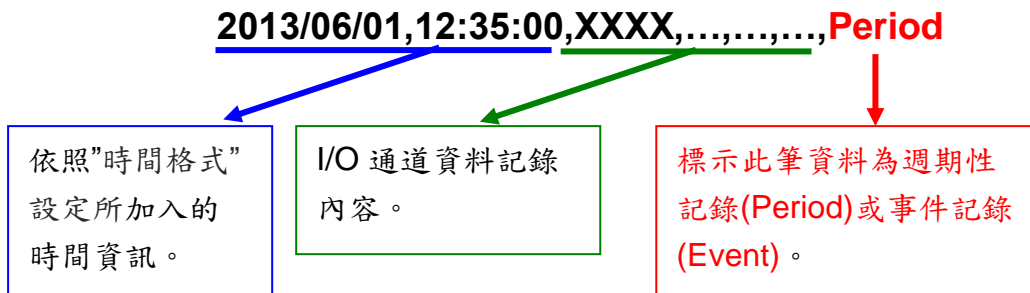 2013/06/01,12:35:00,XXXX,…,…,…,Period
依照”時間格式”
設定所加入的
時間資訊。
I/O 通道資料記錄
內容。
標示此筆資料為週期性
記錄(Period)或事件記錄
(Event)。